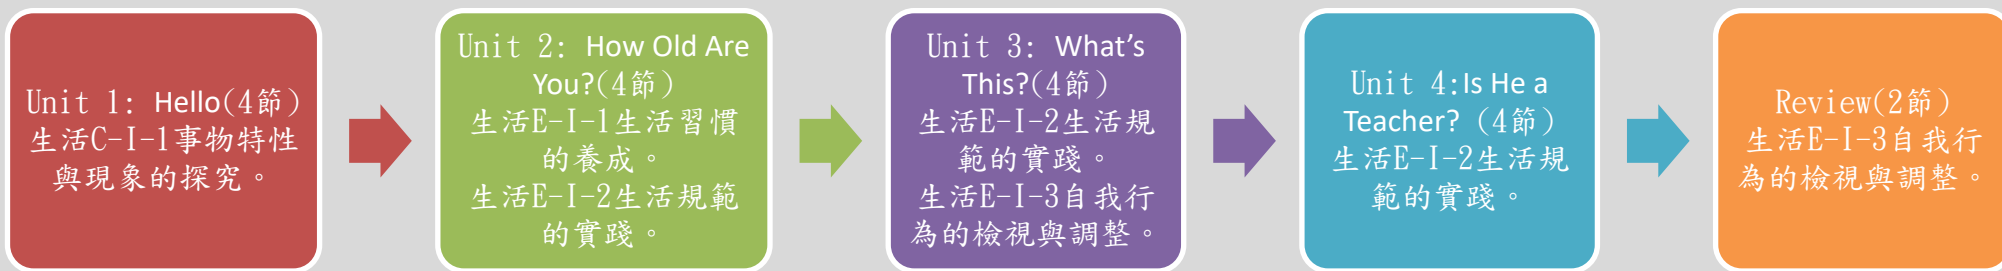 Unit 1: Hello(4節)
生活C-I-1事物特性
與現象的探究。
Unit 2: How Old Are
You?(4節)
生活E-I-1生活習慣
的養成。
生活E-I-2生活規範
的實踐。
Unit 3: What's
This?(4節)
生活E-I-2生活規
範的實踐。
生活E-I-3自我行
為的檢視與調整。
Unit 4:Is He a
Teacher? (4節)
生活E-I-2生活規
範的實踐。
Review(2節)
生活E-I-3自我行
為的檢視與調整。